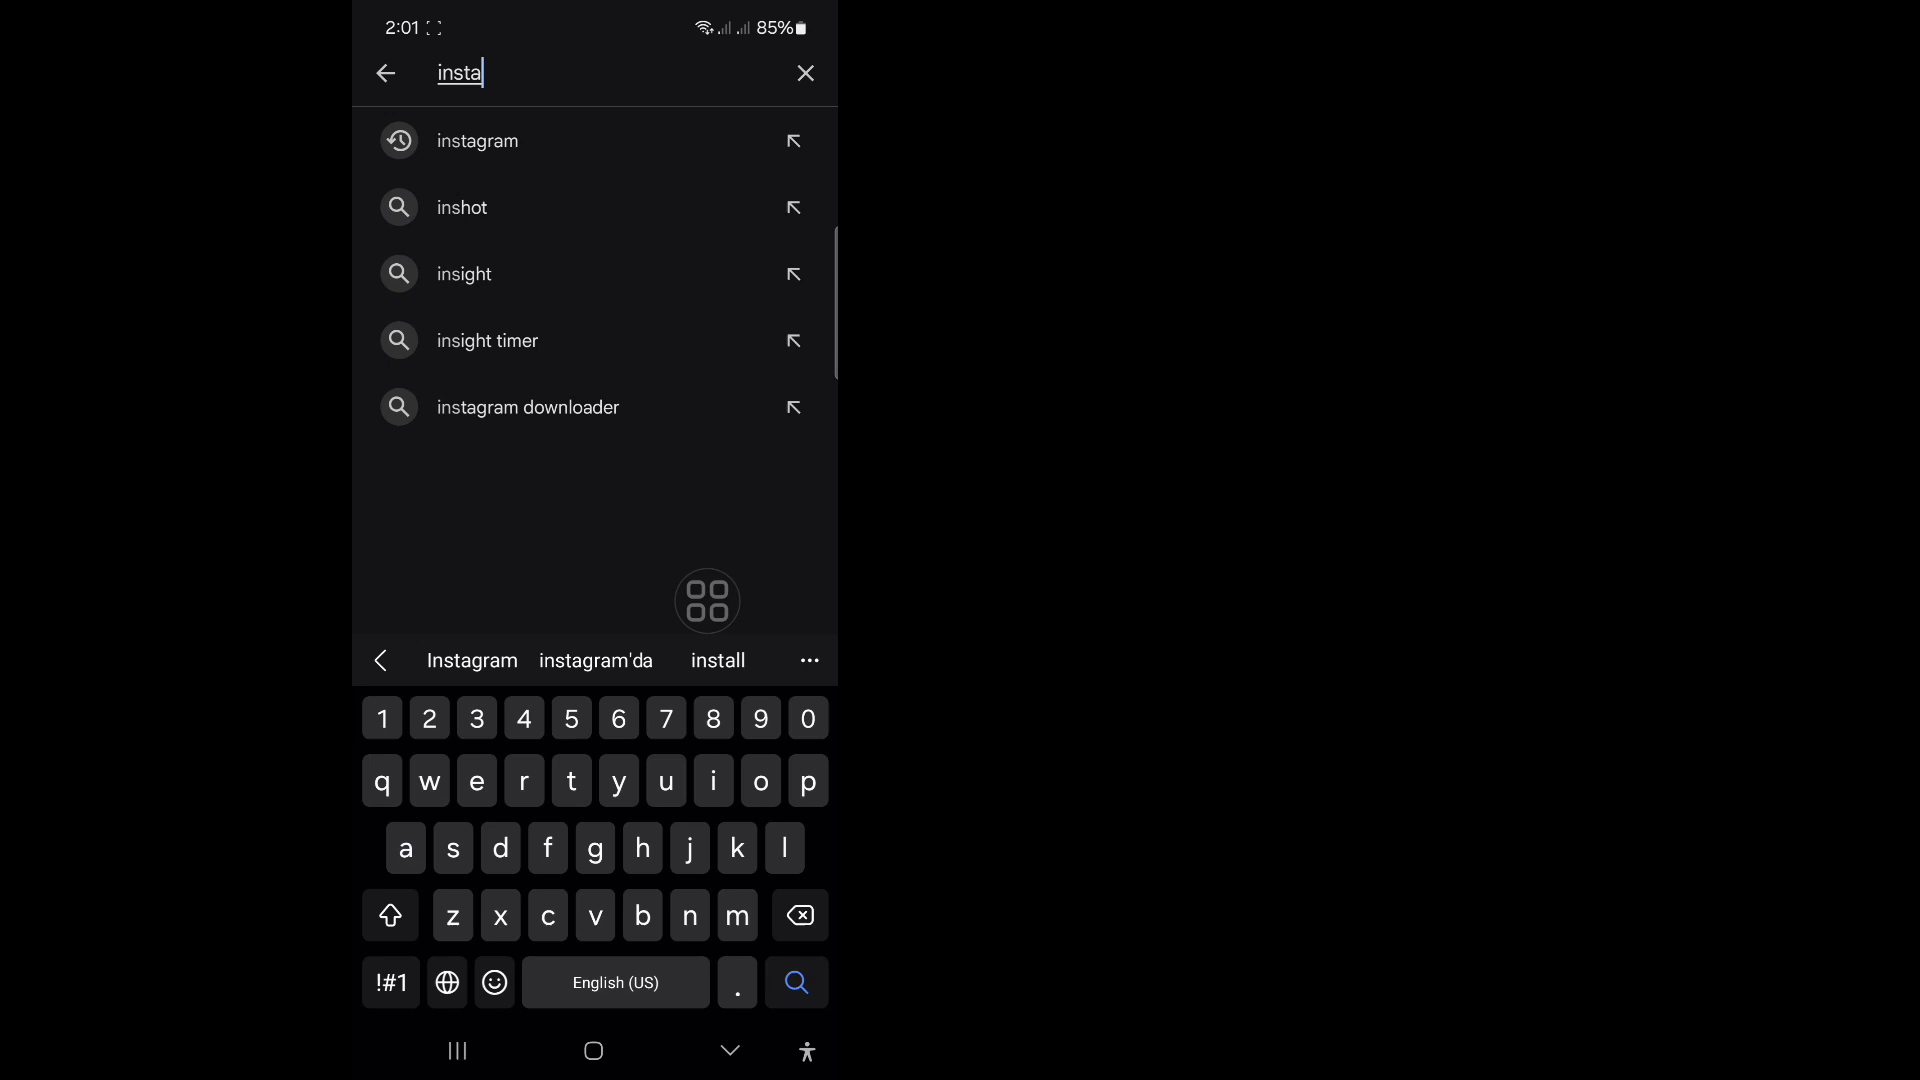 2:01 85%
insta
instagram
inshot
insight
insight timer
instagram downloader
Instagram instagram'da install
1 2 3 4 5 6 7 8 9 0
q w e r t y u i o p
a s d f g h j k l
z x c v b n m
!#1 English (US) .